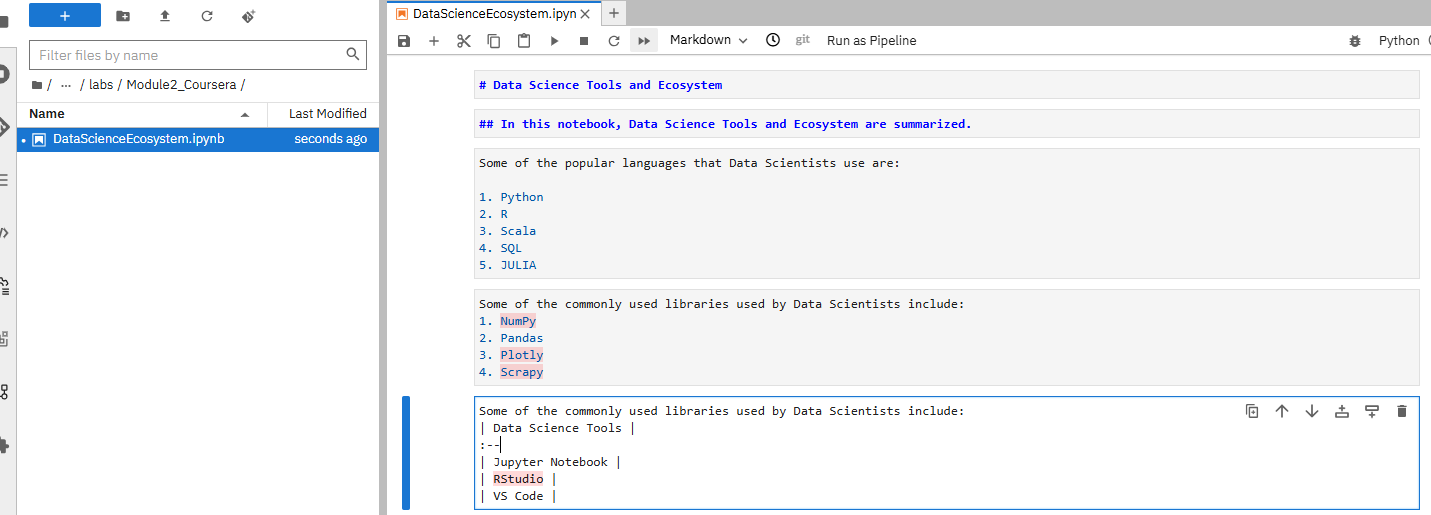 +
Filter files by name
/ ... / labs / Module2_Coursera /
Name Last Modified
DataScienceEcosystem.ipynb seconds ago
DataScienceEcosystem.ipyn
Markdown
git
Run as Pipeline
Python
# Data Science Tools and Ecosystem
## In this notebook, Data Science Tools and Ecosystem are summarized.
Some of the popular languages that Data Scientists use are:
1. Python
2. R
3. Scala
4. SQL
5. JULIA
Some of the commonly used libraries used by Data Scientists include:
1. NumPy
2. Pandas
3. Plotly
4. Scrapy
Some of the commonly used libraries used by Data Scientists include:
| Data Science Tools |
:--
| Jupyter Notebook |
| RStudio |
| VS Code |